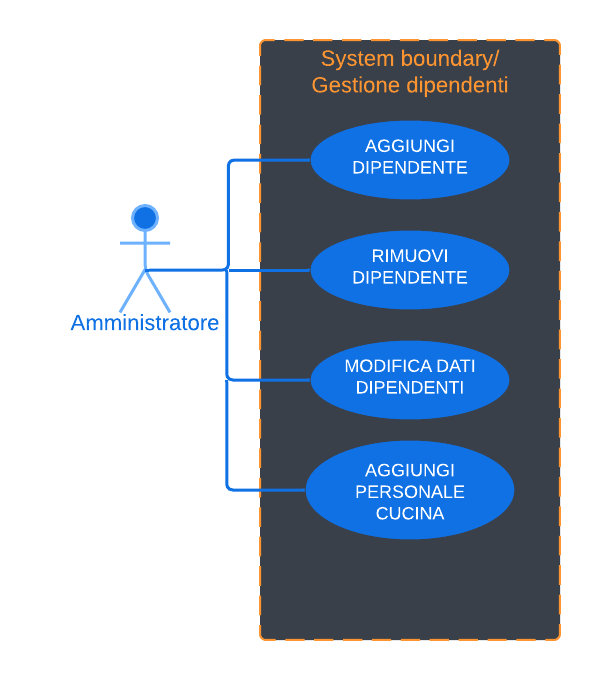 System boundary/
Gestione dipendenti
AGGIUNGI
DIPENDENTE
RIMUOVI
DIPENDENTE
Amministratore
MODIFICA DATI
DIPENDENTI
AGGIUNGI
PERSONALE
CUCINA